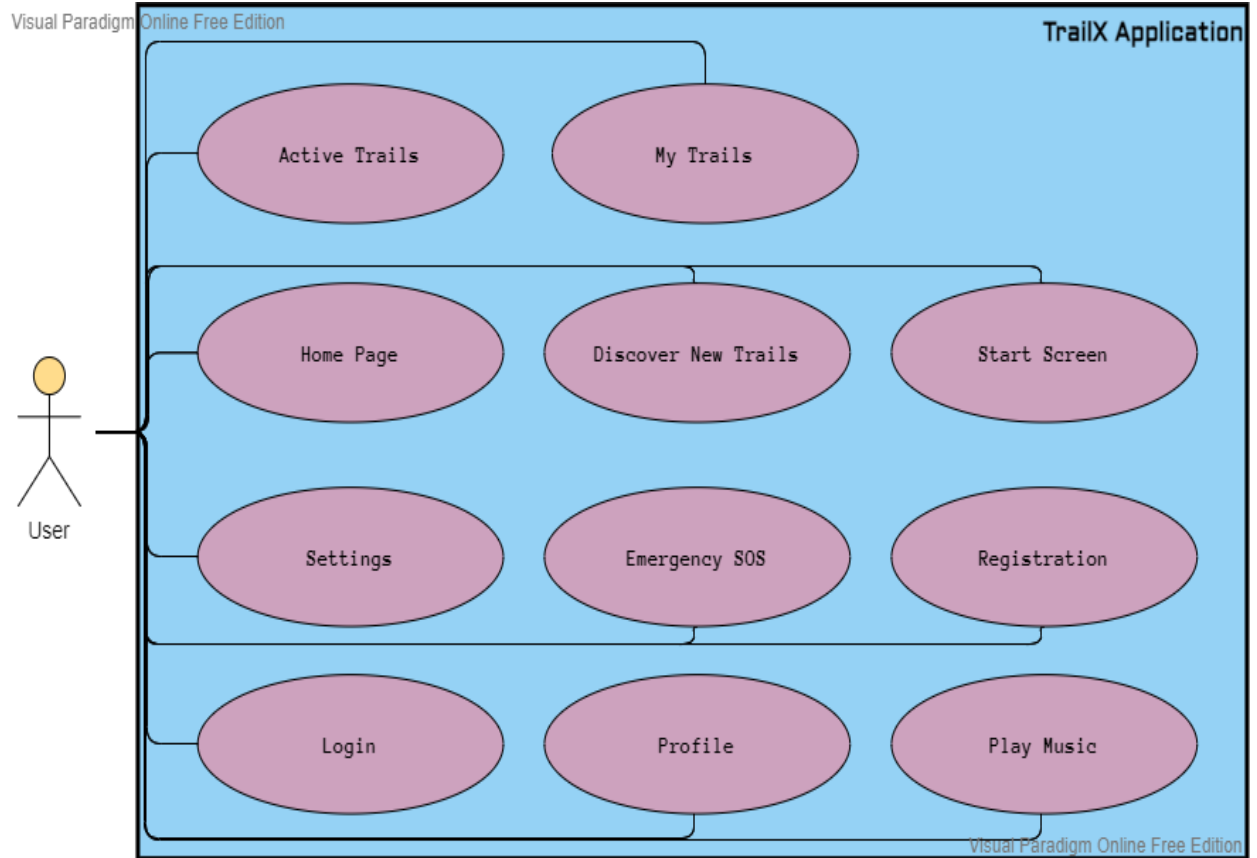 Visual Paradigm Online Free Edition
TrailX Application
Active Trails
My Trails
Home Page
Discover New Trails
Start Screen
User
Settings
Emergency SOS
Registration
Login
Profile
Play Music
Visual Paradigm Online Free Edition